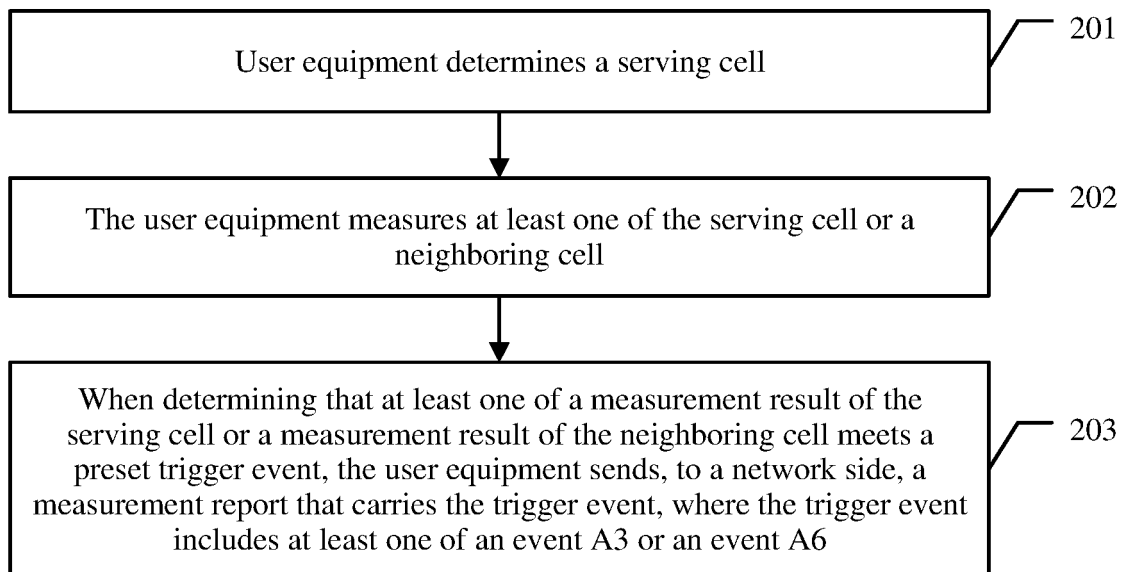 User equipment determines a serving cell
201
The user equipment measures at least one of the serving cell or a
neighboring cell
202
When determining that at least one of a measurement result of the
serving cell or a measurement result of the neighboring cell meets a
preset trigger event, the user equipment sends, to a network side, a
measurement report that carries the trigger event, where the trigger event
includes at least one of an event A3 or an event A6
203